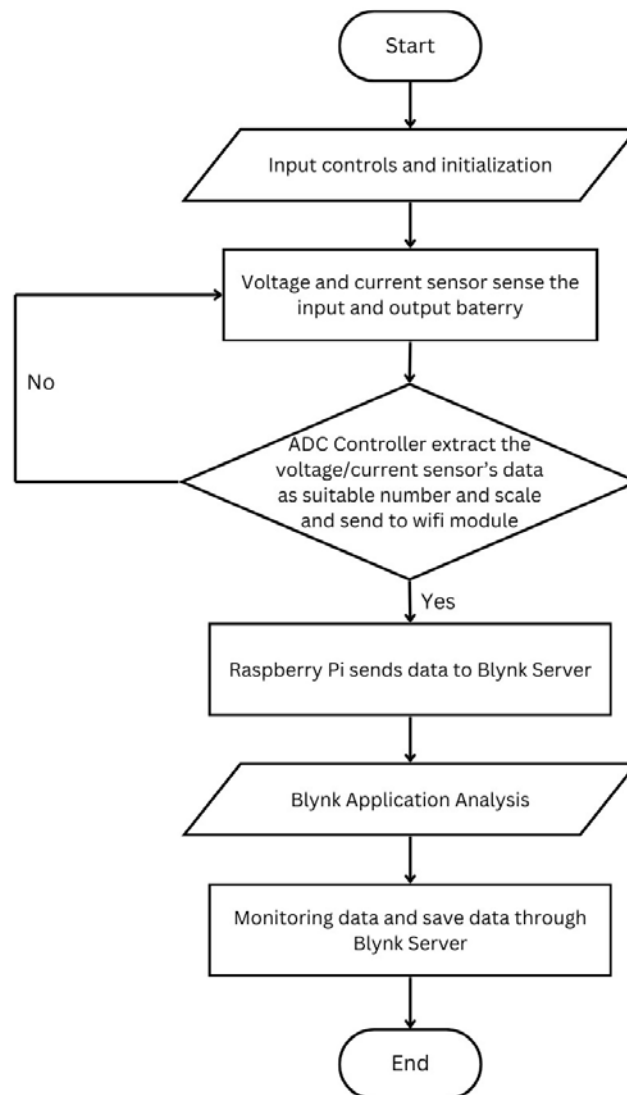 Start
Input controls and initialization
Voltage and current sensor sense the
input and output baterry
No
ADC Controller extract the
voltage/current sensor's data
as suitable number and scale
and send to wifi module
Yes
Raspberry Pi sends data to Blynk Server
Blynk Application Analysis
Monitoring data and save data through
Blynk Server
End